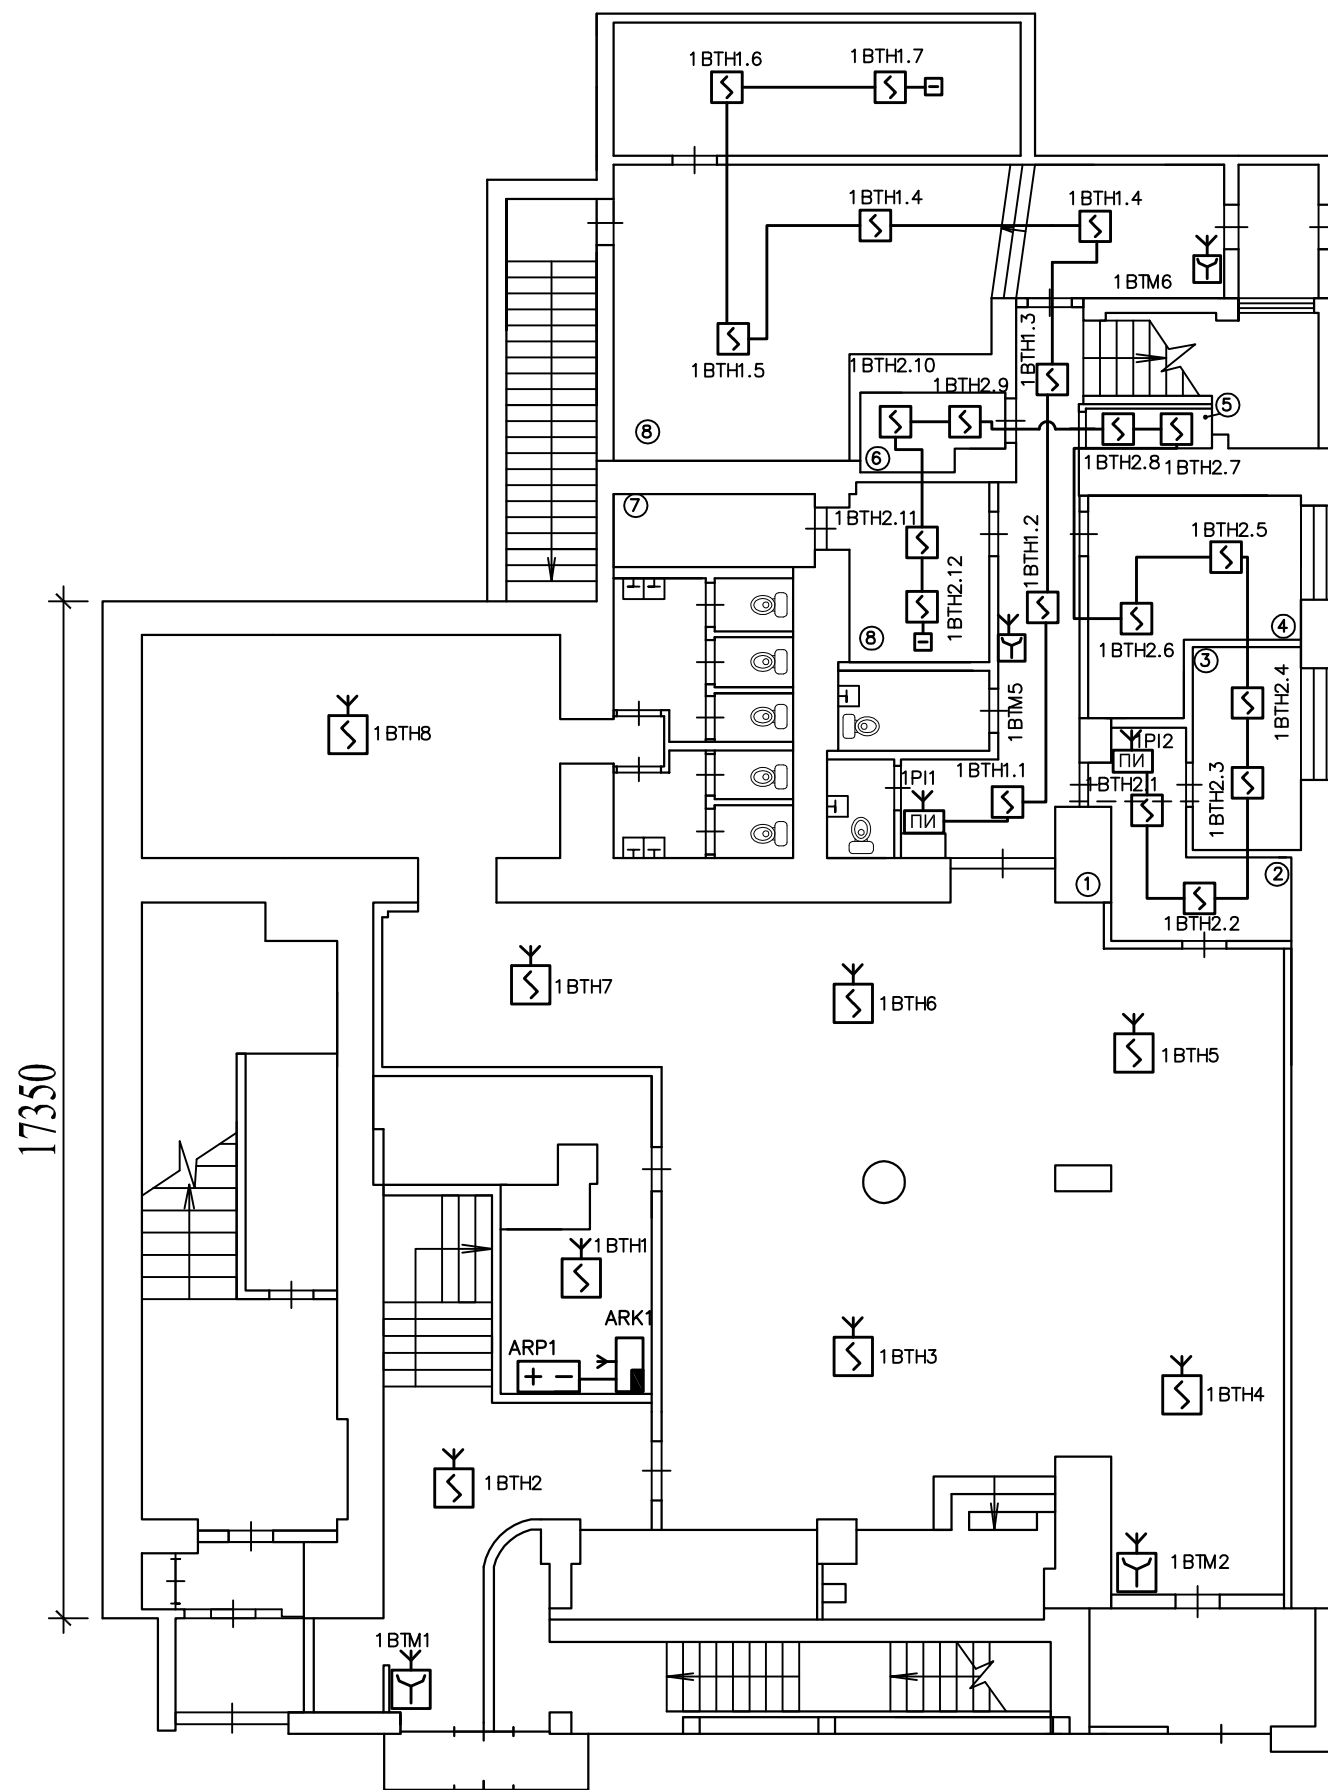 1BTH1.6
1BTH1.7
1BTH1.4
1BTH1.4
1BTM6
1BTH1.3
1BTH1.5
1BTH2.10
1BTH2.9
5
8
6
1BTH2.8
1BTH2.7
7
1BTH2.11
1BTH1.2
1BTH2.5
1BTH2.12
8
4
1BTH2.6
3
1BTM5
1BTH2.4
1BTH8
1PI2
ПИ
1BTH1.1
1PI1
1BTH2.1
1BTH2.3
ПИ
1
2
1BTH2.2
1BTH7
1BTH6
1BTH5
17350
1BTH1
ARK1
ARP1
+ −
1BTH3
1BTH4
1BTH2
1BTM2
1BTM1